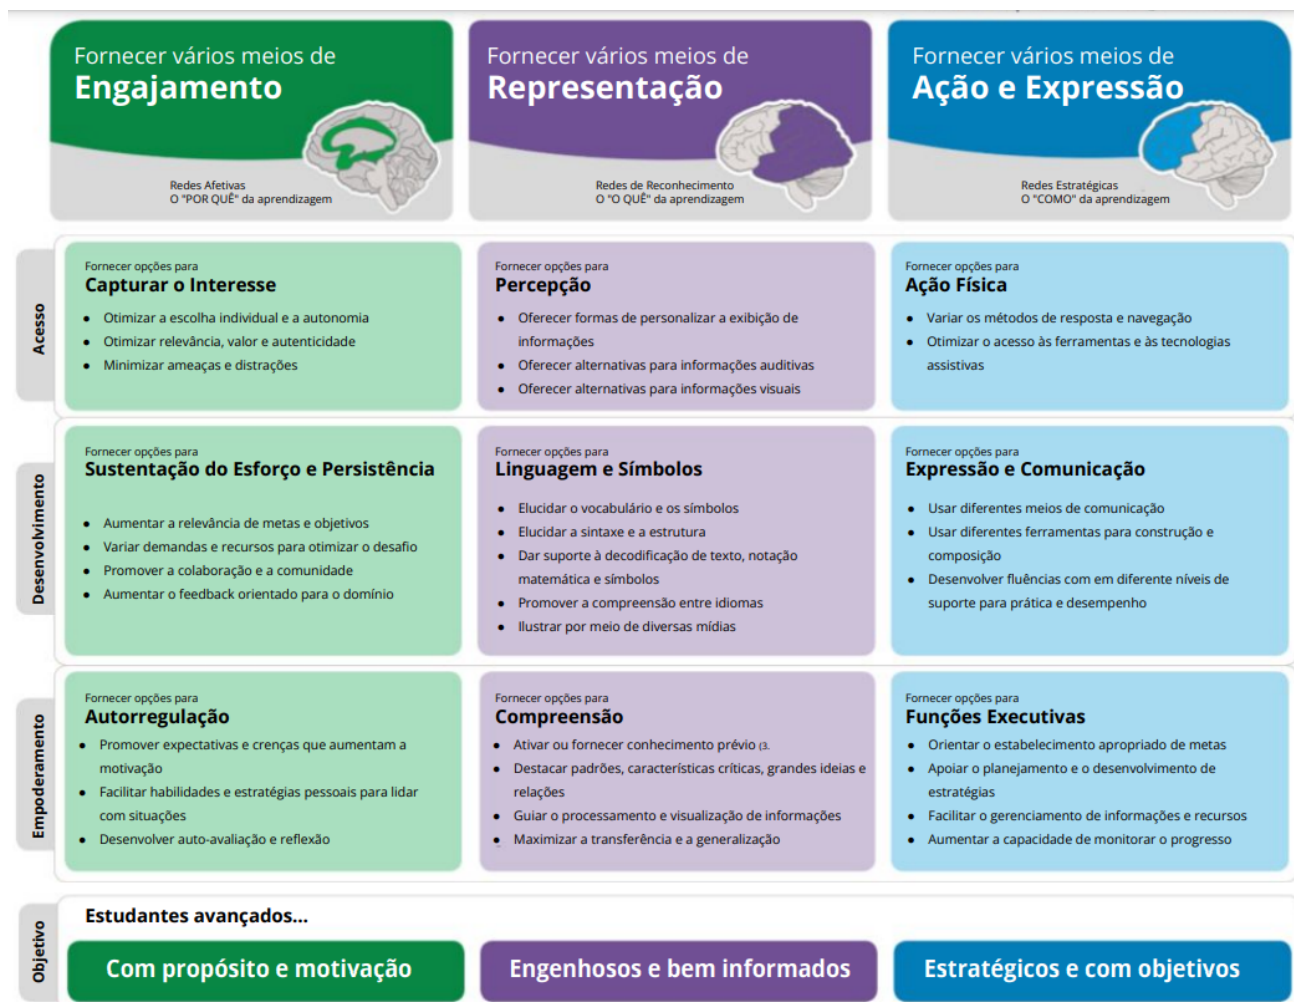 Fornecer vários meios de
Engajamento
Redes Afetivas
O "POR QUÊ" da aprendizagem
Fornecer vários meios de
Representação
Redes de Reconhecimento
O "O QUÊ" da aprendizagem
Fornecer vários meios de
Ação e Expressão
Redes Estratégicas
O "COMO" da aprendizagem
Acesso
Fornecer opções para
Capturar o Interesse
● Otimizar a escolha individual e a autonomia
● Otimizar relevância, valor e autenticidade
● Minimizar ameaças e distrações
Fornecer opções para
Percepção
● Oferecer formas de personalizar a exibição de
informações
● Oferecer alternativas para informações auditivas
● Oferecer alternativas para informações visuais
Fornecer opções para
Ação Física
● Variar os métodos de resposta e navegação
● Otimizar o acesso às ferramentas e às tecnologias
assistivas
Desenvolvimento
Fornecer opções para
Sustentação do Esforço e Persistência
● Aumentar a relevância de metas e objetivos
● Variar demandas e recursos para otimizar o desafio
● Promover a colaboração e a comunidade
● Aumentar o feedback orientado para o domínio
Fornecer opções para
Linguagem e Símbolos
● Elucidar o vocabulário e os símbolos
● Elucidar a sintaxe e a estrutura
● Dar suporte à decodificação de texto, notação
matemática e símbolos
● Promover a compreensão entre idiomas
● Ilustrar por meio de diversas mídias
Fornecer opções para
Expressão e Comunicação
● Usar diferentes meios de comunicação
● Usar diferentes ferramentas para construção e
composição
● Desenvolver fluências com em diferente níveis de
suporte para prática e desempenho
Empoderamento
Fornecer opções para
Autorregulação
● Promover expectativas e crenças que aumentam a
motivação
● Facilitar habilidades e estratégias pessoais para lidar
com situações
● Desenvolver auto-avaliação e reflexão
Fornecer opções para
Compreensão
● Ativar ou fornecer conhecimento prévio (3.
● Destacar padrões, características críticas, grandes ideias e
relações
● Guiar o processamento e visualização de informações
● Maximizar a transferência e a generalização
Fornecer opções para
Funções Executivas
● Orientar o estabelecimento apropriado de metas
● Apoiar o planejamento e o desenvolvimento de
estratégias
● Facilitar o gerenciamento de informações e recursos
● Aumentar a capacidade de monitorar o progresso
Objetivo
Estudantes avançados...
Com propósito e motivação
Engenhosos e bem informados
Estratégicos e com objetivos